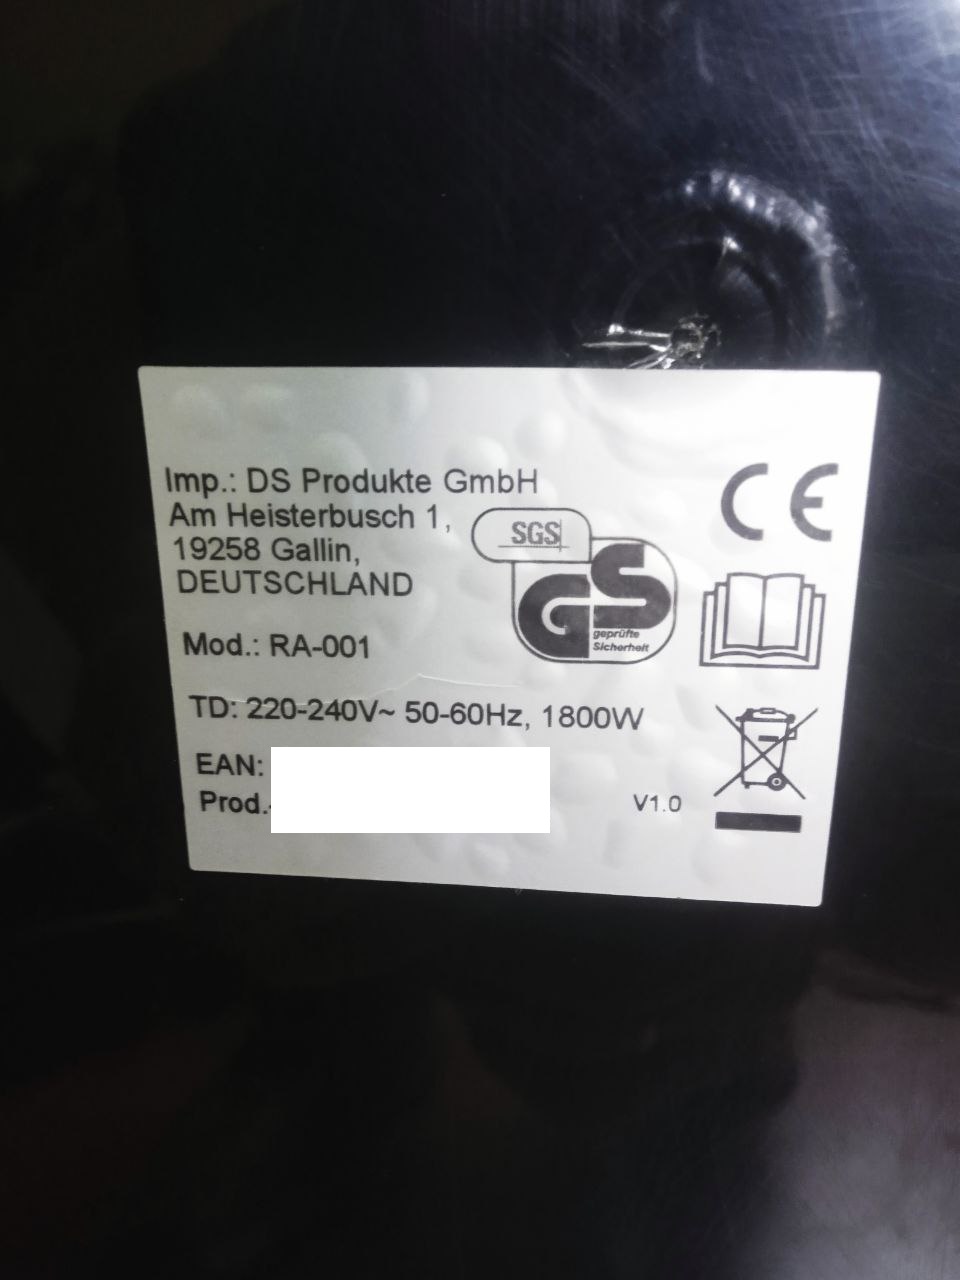 Imp.: DS Produkte GmbH
Am Heisterbusch 1,
19258 Gallin,
DEUTSCHLAND
SGS
GS
geprüfte
Sicherheit
CE
Mod.: RA-001
TD: 220-240V~ 50-60Hz, 1800W
EAN:
Prod.-
V1.0